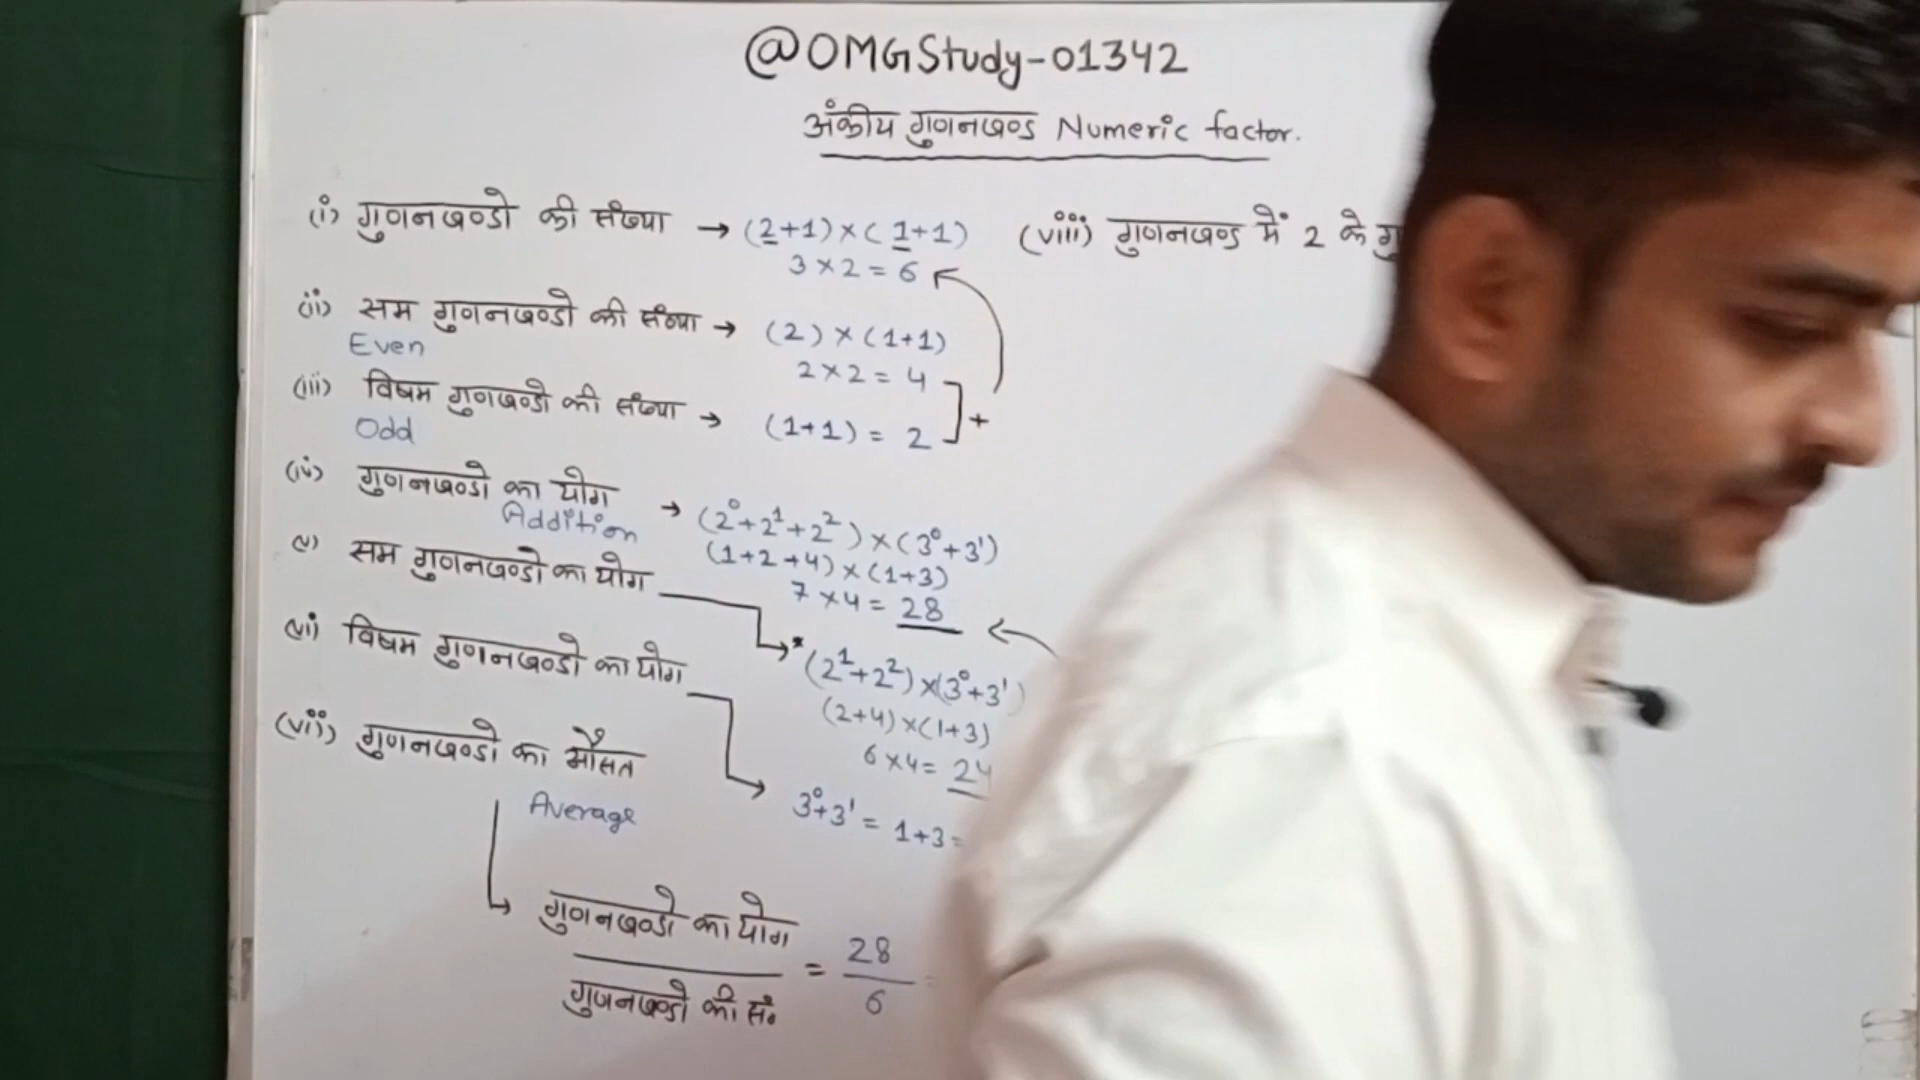 @OMGStudy-01342
अंकीय गुणनखण्ड Numeric factor.
(i) गुणनखण्डो की संख्या → (2+1)×(1+1)
3×2=6
(ii) सम गुणनखण्डो की संख्या → (2)×(1+1)
Even
2×2=4
(iii) विषम गुणखण्डो की संख्या → (1+1) = 2
Odd
+
(iv) गुणनखण्डो का योग → (2⁰+2¹+2²)×(3⁰+3¹)
Addition
(1+2+4)×(1+3)
7×4=28
(v) सम गुणनखण्डो का योग
(2¹+2²)×(3⁰+3¹)
(2+4)×(1+3)
6×4=24
(vi) विषम गुणनखण्डो का योग
3⁰+3¹ = 1+3=
(vii) गुणनखण्डो का औसत
Average
गुणनखण्डो का योग
गुणनखण्डो की सं॰
= 28
6
=
(viii) गुणनखण्ड में 2 के